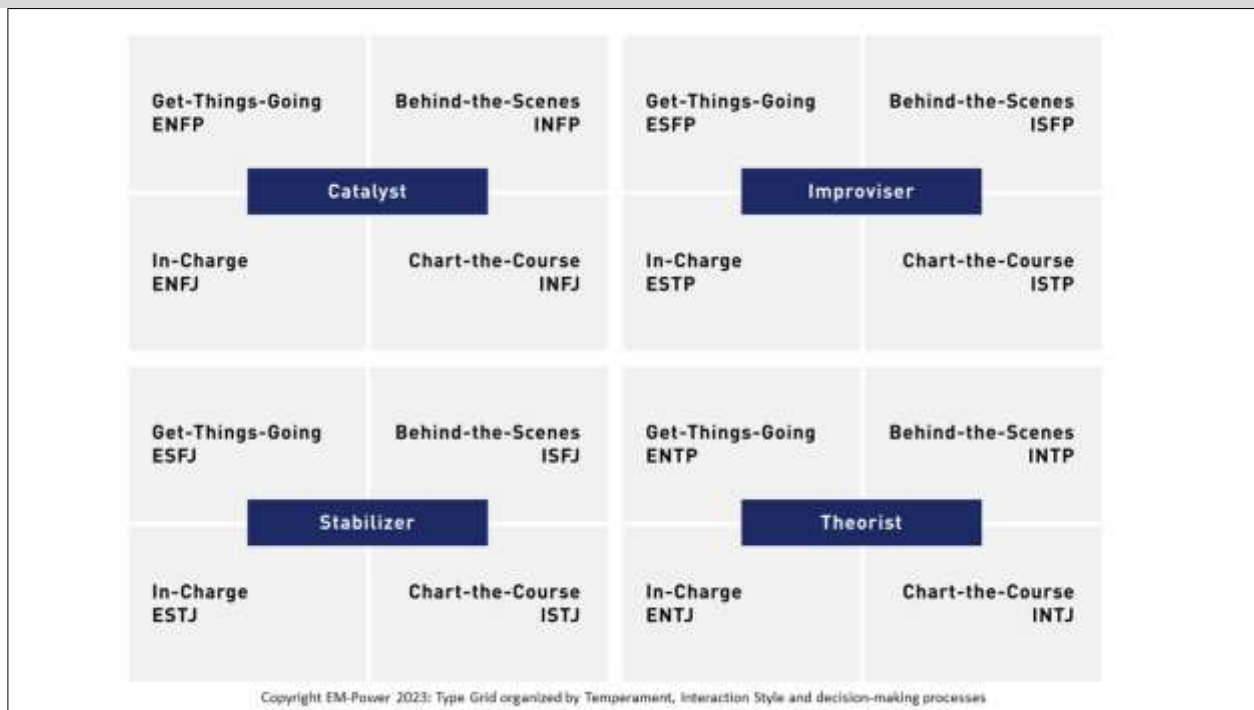 Get-Things-Going
ENFP
Behind-the-Scenes
INFP
Catalyst
In-Charge
ENFJ
Chart-the-Course
INFJ
Get-Things-Going
ESFP
Behind-the-Scenes
ISFP
Improviser
In-Charge
ESTP
Chart-the-Course
ISTP
Get-Things-Going
ESFJ
Behind-the-Scenes
ISFJ
Stabilizer
In-Charge
ESTJ
Chart-the-Course
ISTJ
Get-Things-Going
ENTP
Behind-the-Scenes
INTP
Theorist
In-Charge
ENTJ
Chart-the-Course
INTJ
Copyright EM-Power 2023: Type Grid organized by Temperament, Interaction Style and decision-making processes